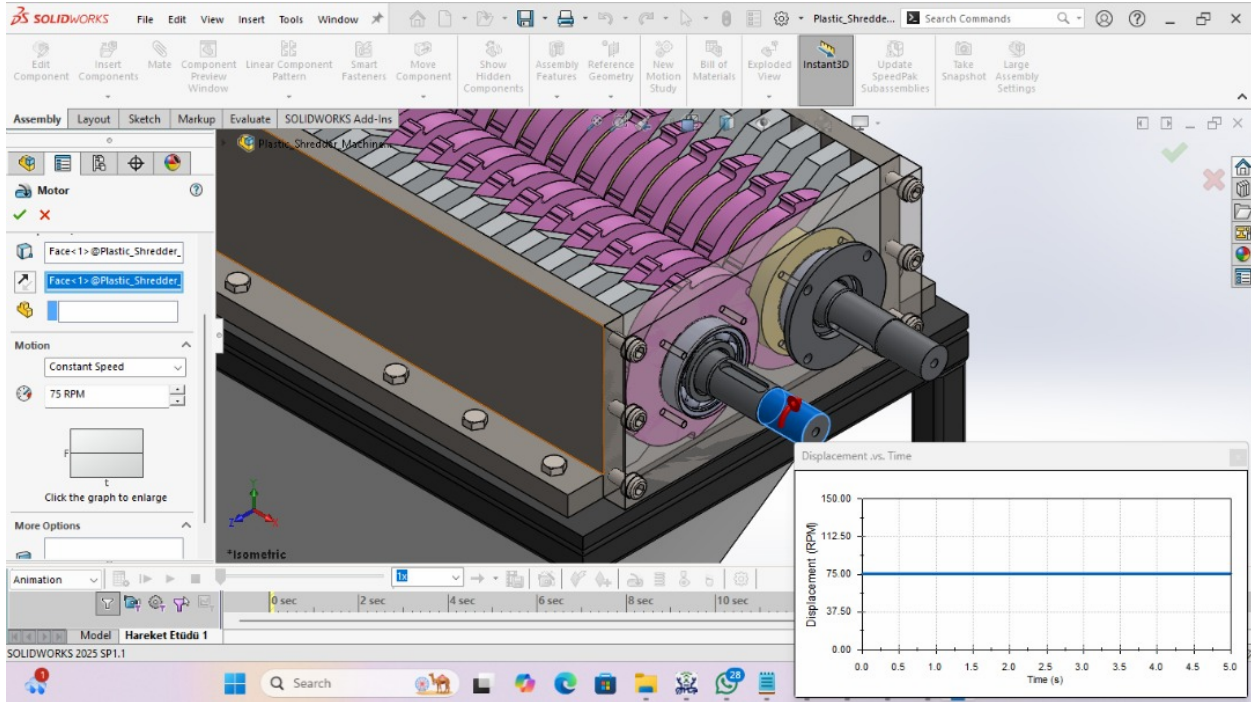 SOLIDWORKS File Edit View Insert Tools Window Plastic_Shredde... Search Commands
Edit Component
Insert Components
Mate
Component Preview Window
Linear Component Pattern
Smart Fasteners
Move Component
Show Hidden Components
Assembly Features
Reference Geometry
New Motion Study
Bill of Materials
Exploded View
Instant3D
Update SpeedPak Subassemblies
Take Snapshot
Large Assembly Settings
Assembly Layout Sketch Markup Evaluate SOLIDWORKS Add-Ins
Plastic_Shredder_Machine
Motor
Face<1>@Plastic_Shredder_
Face<1>@Plastic_Shredder_
Motion
Constant Speed
75 RPM
F
t
Click the graph to enlarge
More Options
*Isometric
Y
Z
Displacement .vs. Time
Displacement (RPM)
150.00
112.50
75.00
37.50
0.00
0.0 0.5 1.0 1.5 2.0 2.5 3.0 3.5 4.0 4.5 5.0
Time (s)
Animation
1x
0 sec 2 sec 4 sec 6 sec 8 sec 10 sec
Model Hareket Etüdü 1
SOLIDWORKS 2025 SP1.1
1
Search
28